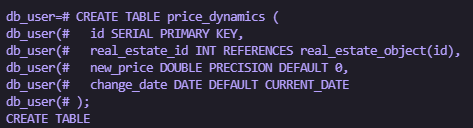 db_user=# CREATE TABLE price_dynamics (
db_user(#   id SERIAL PRIMARY KEY,
db_user(#   real_estate_id INT REFERENCES real_estate_object(id),
db_user(#   new_price DOUBLE PRECISION DEFAULT 0,
db_user(#   change_date DATE DEFAULT CURRENT_DATE
db_user(# );
CREATE TABLE